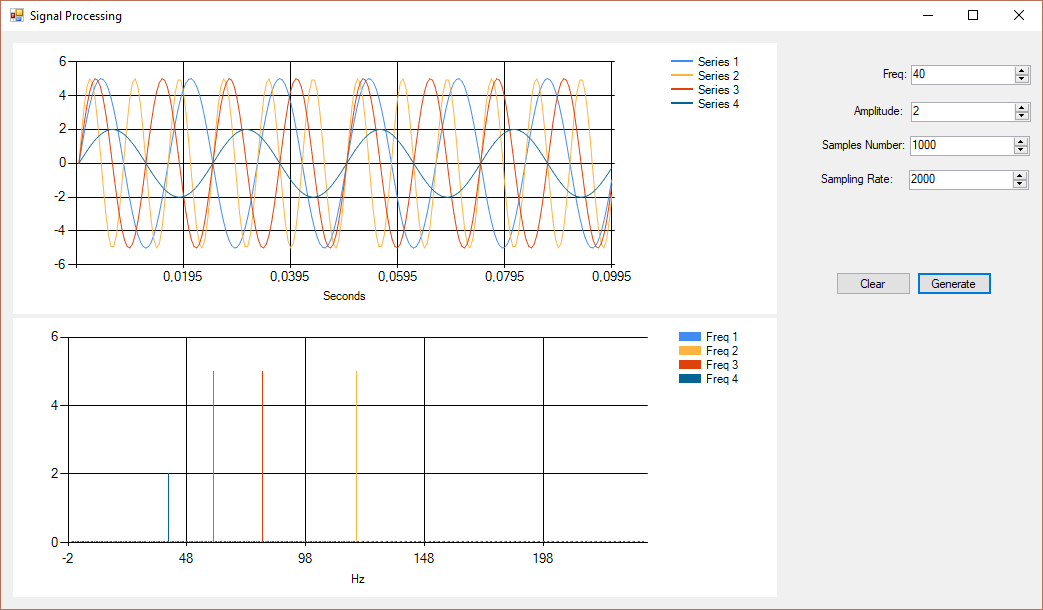 Signal Processing
6
4
2
0
-2
-4
-6
0,0195 0,0395 0,0595 0,0795 0,0995
Seconds
Series 1
Series 2
Series 3
Series 4
Freq: 40
Amplitude: 2
Samples Number: 1000
Sampling Rate: 2000
Clear Generate
6
4
2
0
-2 48 98 148 198
Hz
Freq 1
Freq 2
Freq 3
Freq 4